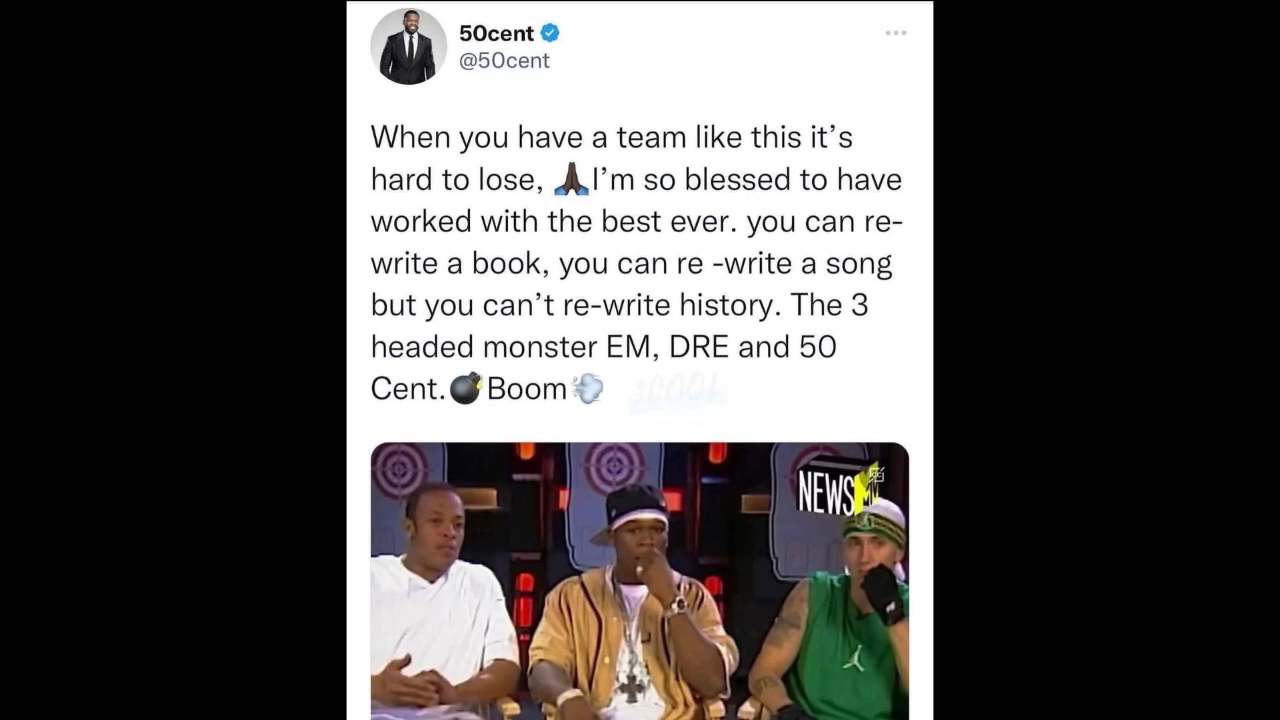 50cent
@50cent
When you have a team like this it’s
hard to lose, 🙏🏿I’m so blessed to have
worked with the best ever. you can re-
write a book, you can re -write a song
but you can’t re-write history. The 3
headed monster EM, DRE and 50
Cent.💣Boom💨
NEWS